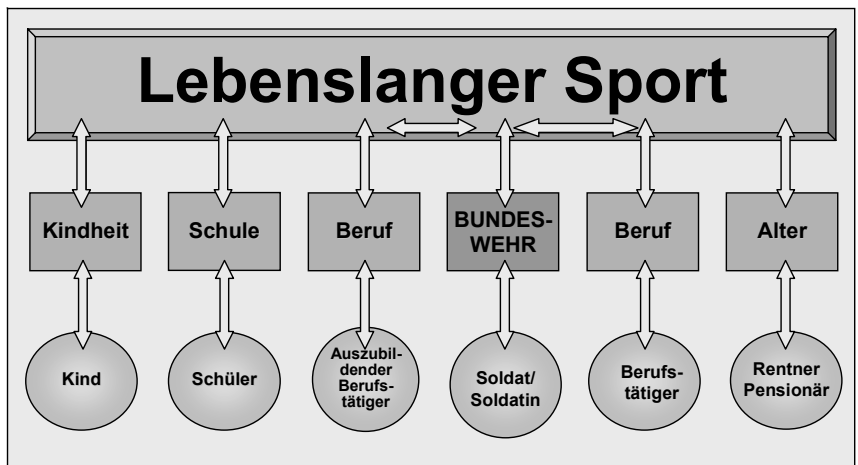 Lebenslanger Sport
Kindheit
Schule
Beruf
BUNDES-
WEHR
Beruf
Alter
Kind
Schüler
Auszubil-
dender
Berufs-
tätiger
Soldat/
Soldatin
Berufs-
tätiger
Rentner
Pensionär